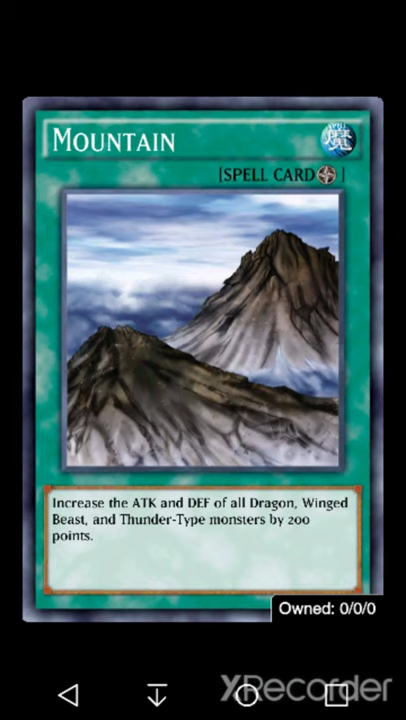 MOUNTAIN
[SPELL CARD ]
Increase the ATK and DEF of all Dragon, Winged
Beast, and Thunder-Type monsters by 200
points.
Owned: 0/0/0
XRecorder